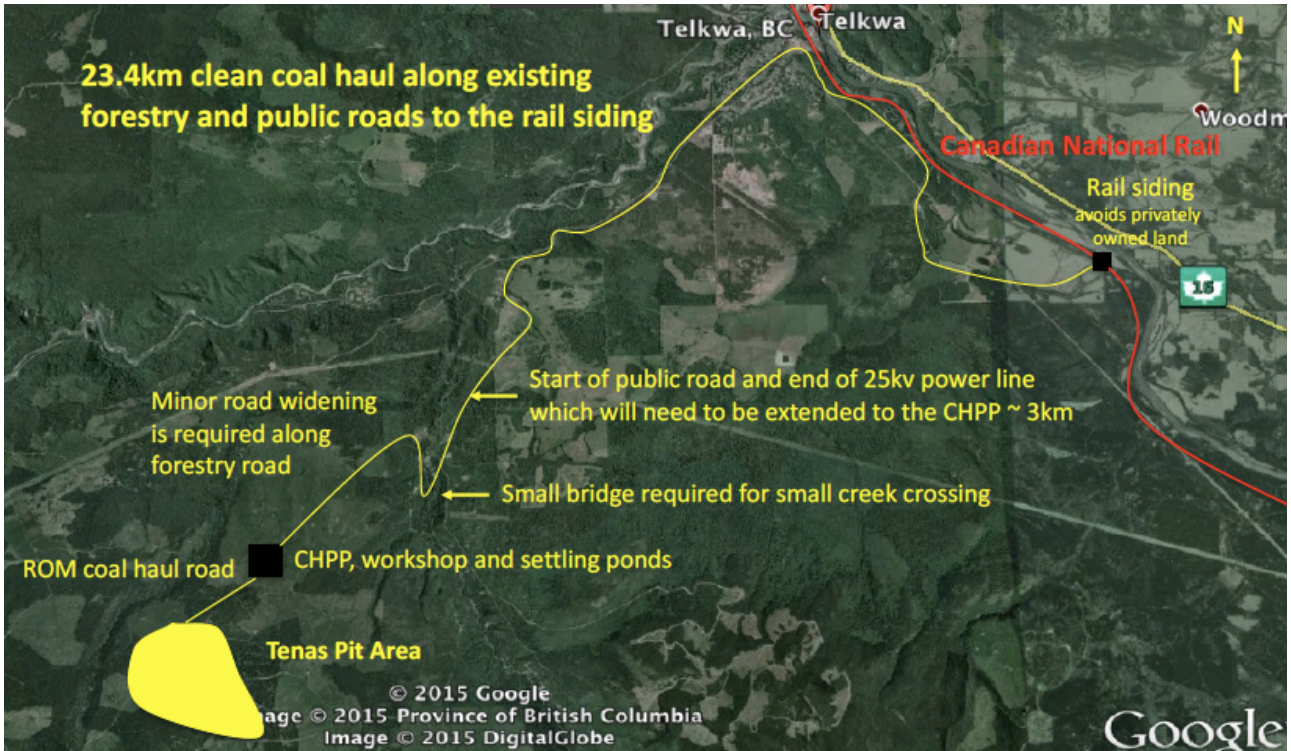 Telkwa, BC
Telkwa
N
23.4km clean coal haul along existing
forestry and public roads to the rail siding
Woodm
Canadian National Rail
Rail siding
avoids privately
owned land
16
Start of public road and end of 25kv power line
which will need to be extended to the CHPP ~ 3km
Minor road widening
is required along
forestry road
Small bridge required for small creek crossing
CHPP, workshop and settling ponds
ROM coal haul road
Tenas Pit Area
© 2015 Google
age © 2015 Province of British Columbia
Image © 2015 DigitalGlobe
Google